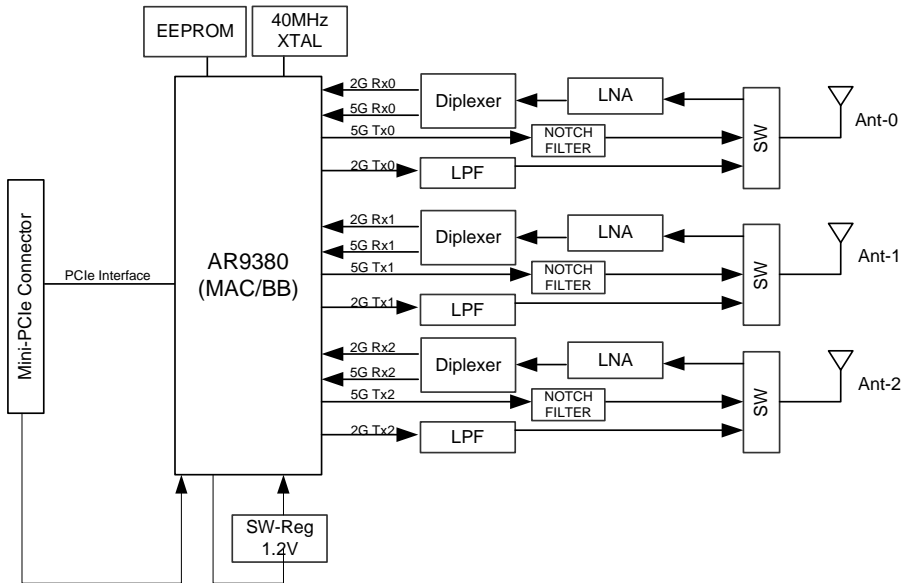 EEPROM
40MHz
XTAL
2G Rx0
5G Rx0
5G Tx0
2G Tx0
Diplexer
LNA
NOTCH
FILTER
LPF
SW
Ant-0
2G Rx1
5G Rx1
5G Tx1
2G Tx1
Diplexer
LNA
NOTCH
FILTER
LPF
SW
Ant-1
Mini-PCIe Connector
PCIe Interface
AR9380
(MAC/BB)
2G Rx2
5G Rx2
5G Tx2
2G Tx2
Diplexer
LNA
NOTCH
FILTER
LPF
SW
Ant-2
SW-Reg
1.2V